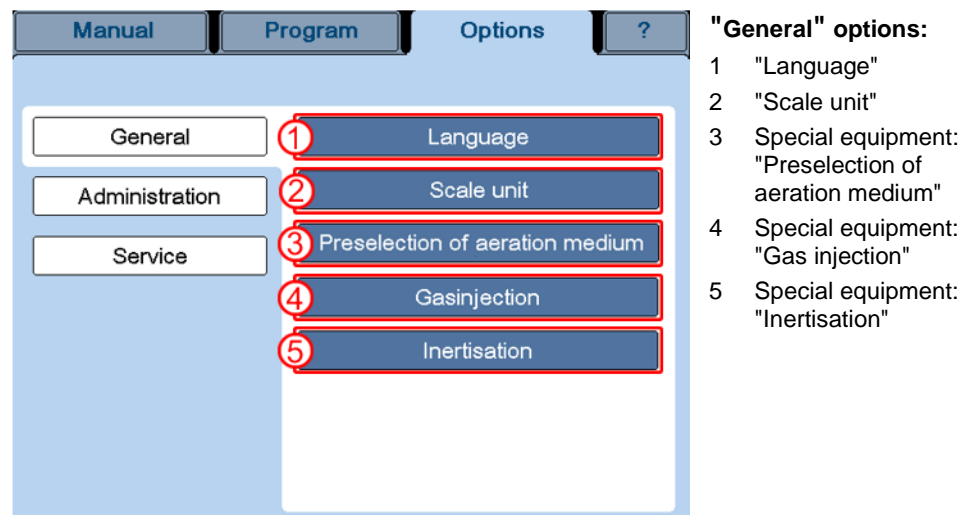 Manual Program Options ?
General
Administration
Service
1 Language
2 Scale unit
3 Preselection of aeration medium
4 Gasinjection
5 Inertisation
"General" options:
1 "Language"
2 "Scale unit"
3 Special equipment:
"Preselection of
aeration medium"
4 Special equipment:
"Gas injection"
5 Special equipment:
"Inertisation"